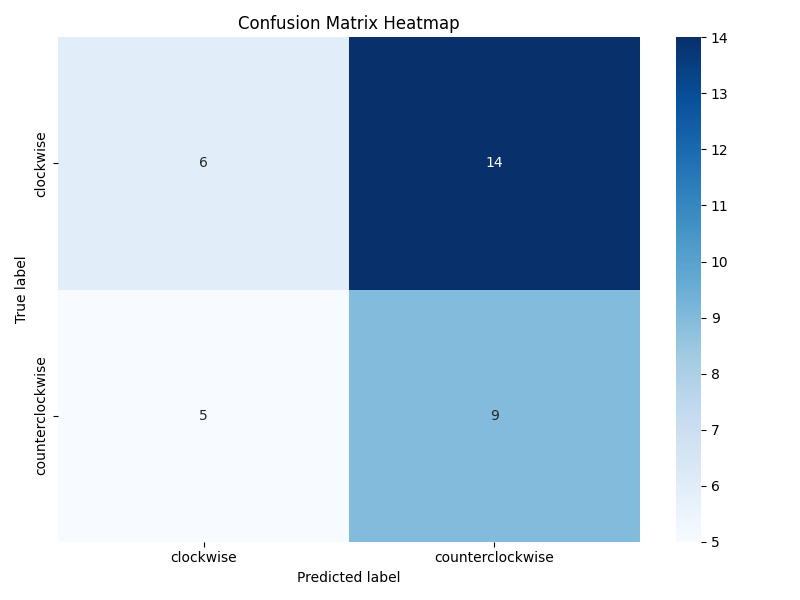 Confusion Matrix Heatmap
clockwise
counterclockwise
True label
6
14
5
9
clockwise
counterclockwise
Predicted label
14
13
12
11
10
9
8
7
6
5